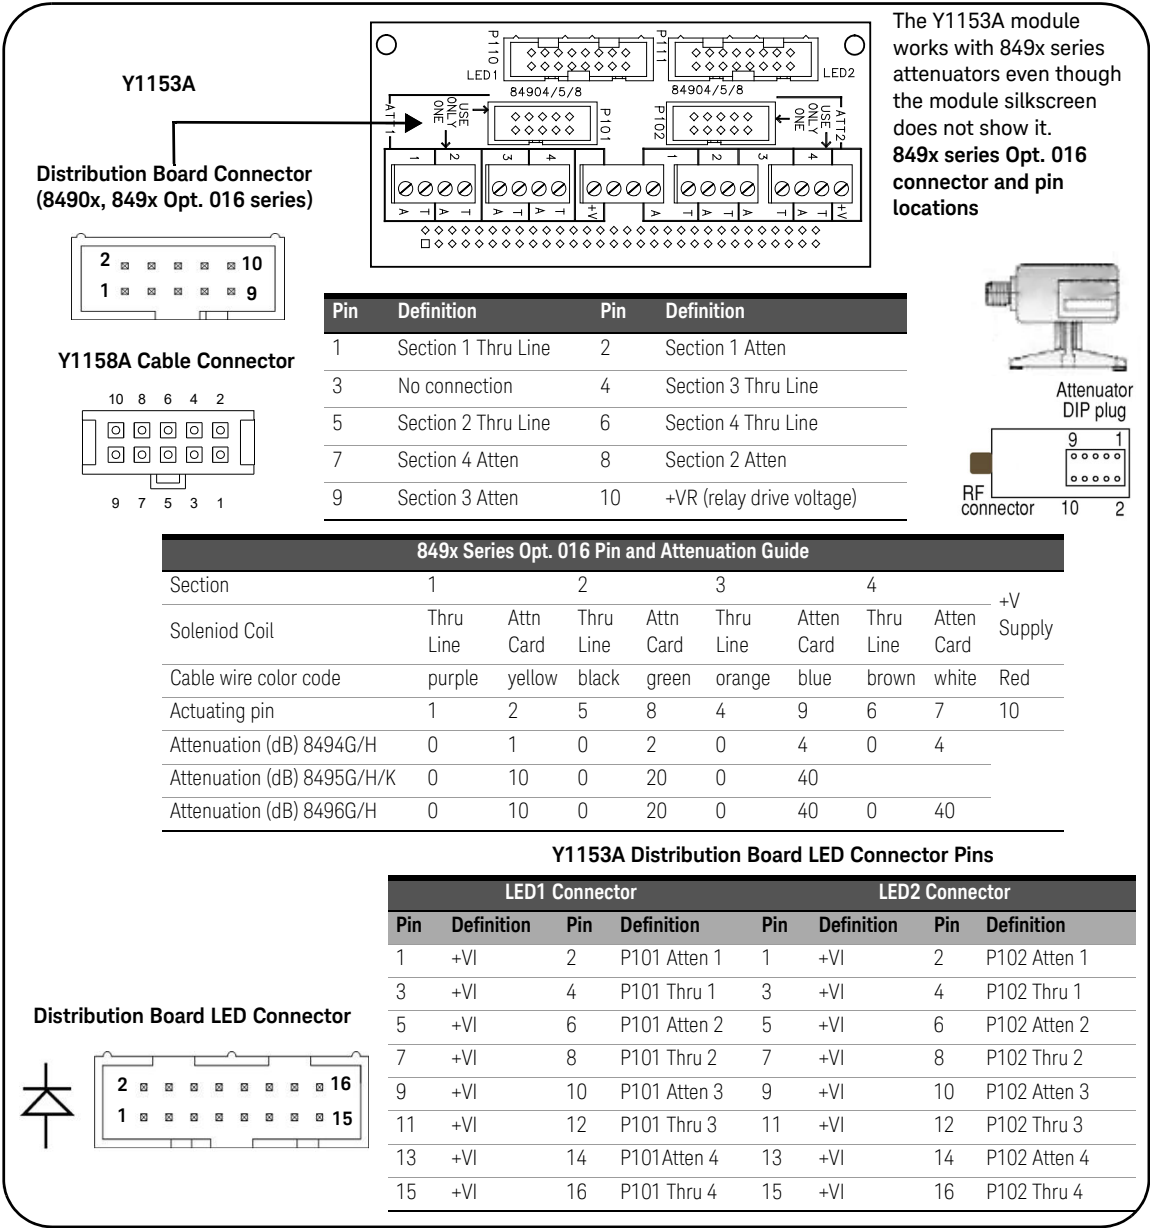 The Y1153A module
works with 849x series
attenuators even though
the module silkscreen
does not show it.
849x series Opt. 016
connector and pin
locations
Y1153A
Distribution Board Connector
(8490x, 849x Opt. 016 series)
P110
P111
LED1
LED2
84904/5/8
84904/5/8
ATT1
USE
ONLY
ONE
P101
P102
USE
ONLY
ONE
ATT2
1 2 3 4 1 2 3 4
A T A T A T A T +V A T A T A T A T +V
2 10
1 9
Y1158A Cable Connector
10 8 6 4 2
9 7 5 3 1
Pin Definition Pin Definition
1 Section 1 Thru Line 2 Section 1 Atten
3 No connection 4 Section 3 Thru Line
5 Section 2 Thru Line 6 Section 4 Thru Line
7 Section 4 Atten 8 Section 2 Atten
9 Section 3 Atten 10 +VR (relay drive voltage)
Attenuator
DIP plug
9 1
RF
connector
10 2
849x Series Opt. 016 Pin and Attenuation Guide
Section 1 2 3 4 +V Supply
Soleniod Coil Thru Line Attn Card Thru Line Attn Card Thru Line Atten Card Thru Line Atten Card
Cable wire color code purple yellow black green orange blue brown white Red
Actuating pin 1 2 5 8 4 9 6 7 10
Attenuation (dB) 8494G/H 0 1 0 2 0 4 0 4
Attenuation (dB) 8495G/H/K 0 10 0 20 0 40
Attenuation (dB) 8496G/H 0 10 0 20 0 40 0 40
Y1153A Distribution Board LED Connector Pins
LED1 Connector LED2 Connector
Pin Definition Pin Definition Pin Definition Pin Definition
1 +VI 2 P101 Atten 1 1 +VI 2 P102 Atten 1
3 +VI 4 P101 Thru 1 3 +VI 4 P102 Thru 1
5 +VI 6 P101 Atten 2 5 +VI 6 P102 Atten 2
7 +VI 8 P101 Thru 2 7 +VI 8 P102 Thru 2
9 +VI 10 P101 Atten 3 9 +VI 10 P102 Atten 3
11 +VI 12 P101 Thru 3 11 +VI 12 P102 Thru 3
13 +VI 14 P101Atten 4 13 +VI 14 P102 Atten 4
15 +VI 16 P101 Thru 4 15 +VI 16 P102 Thru 4
Distribution Board LED Connector
2 16
1 15